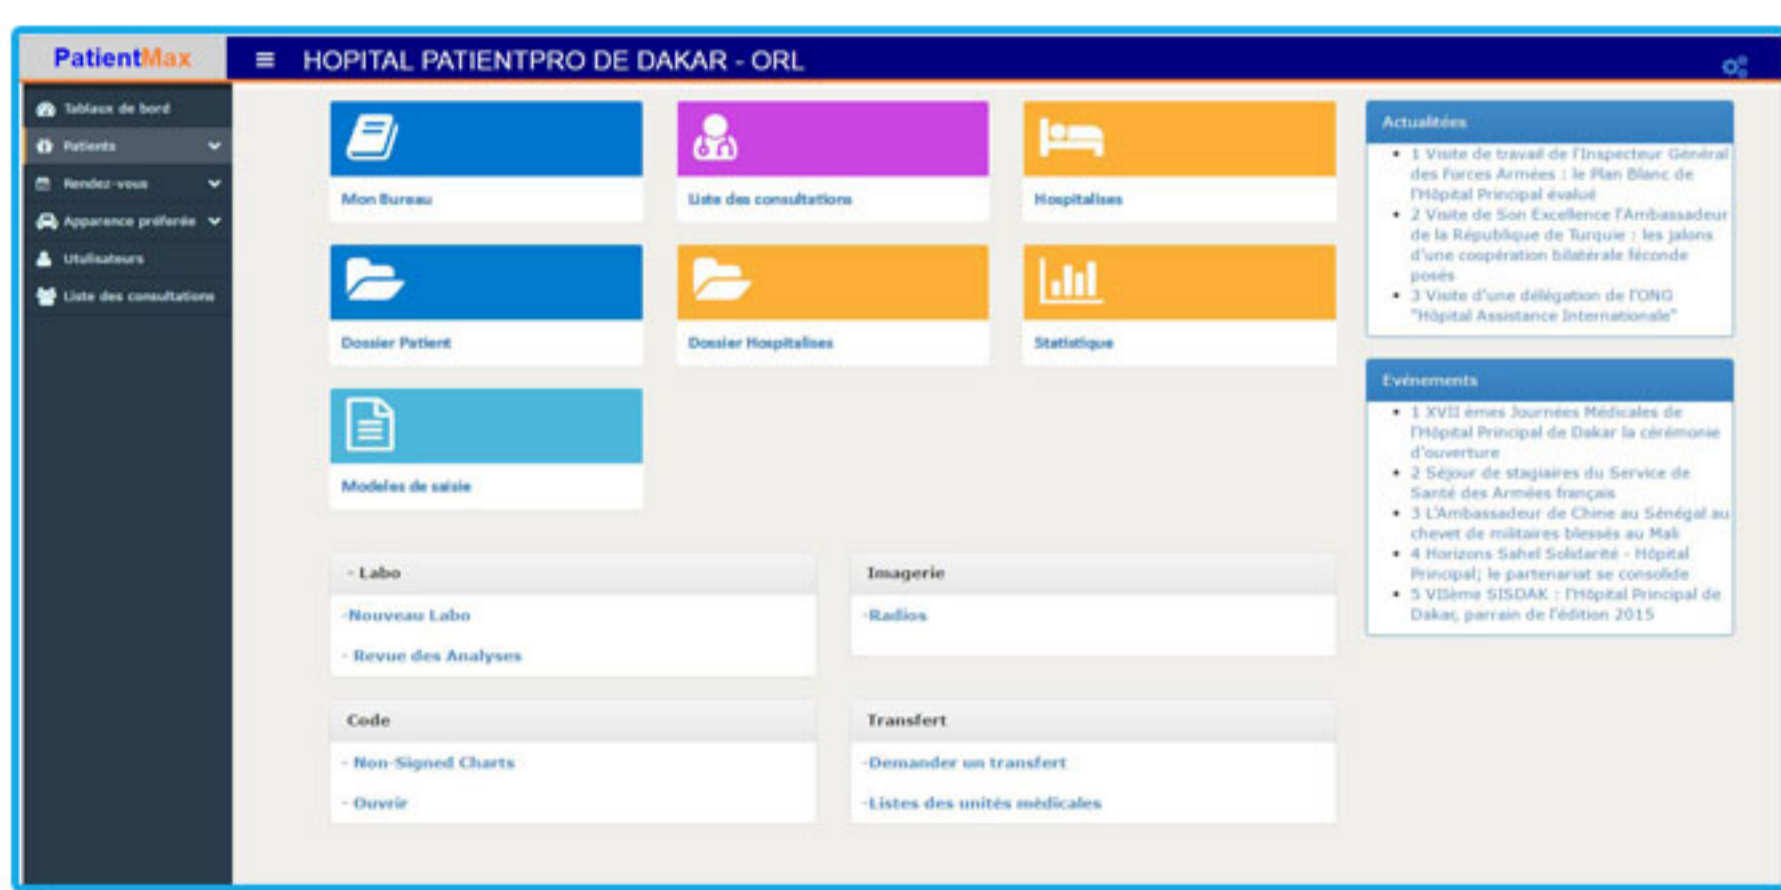 PatientMax
HOPITAL PATIENTPRO DE DAKAR - ORL
Tablaux de bord
Patients
Rendez-vous
Apparence préferée
Utulisateurs
Liste des consultations
Mon Bureau
Liste des consultations
Hospitalises
Dossier Patient
Dossier Hospitalises
Statistique
Modeles de saisie
- Labo
-Nouveau Labo
- Revue des Analyses
Imagerie
-Radios
Code
- Non-Signed Charts
- Ouvrir
Transfert
-Demander un transfert
-Listes des unités médicales
Actualitées
• 1 Visite de travail de l'Inspecteur Général
des Forces Armées : le Plan Blanc de
l'Hôpital Principal évalué
• 2 Visite de Son Excellence l'Ambassadeur
de la République de Turquie : les jalons
d'une coopération bilatérale féconde
posés
• 3 Visite d'une délégation de l'ONG
"Hôpital Assistance Internationale"
Evénements
• 1 XVII èmes Journées Médicales de
l'Hôpital Principal de Dakar la cérémonie
d'ouverture
• 2 Séjour de stagiaires du Service de
Santé des Armées français
• 3 L'Ambassadeur de Chine au Sénégal au
chevet de militaires blessés au Mali
• 4 Horizons Sahel Solidarité - Hôpital
Principal; le partenariat se consolide
• 5 VIIème SISDAK : l'Hôpital Principal de
Dakar, parrain de l'édition 2015